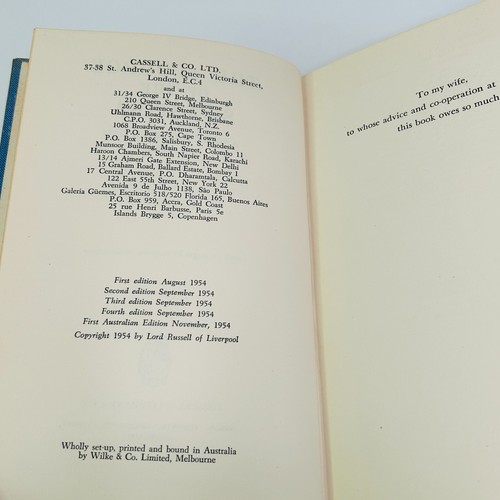 CASSELL & CO. LTD.
37-38 St. Andrew's Hill, Queen Victoria Street,
London, E.C.4
and at
31/34 George IV Bridge, Edinburgh
210 Queen Street, Melbourne
26/30 Clarence Street, Sydney
Uhlmann Road, Hawthorne, Brisbane
C.P.O. 3031, Auckland, N.Z.
1068 Broadview Avenue, Toronto 6
P.O. Box 275, Cape Town
P.O. Box 1386, Salisbury, S. Rhodesia
Munsoor Building, Main Street, Colombo 11
Haroon Chambers, South Napier Road, Karachi
13/14 Ajmeri Gate Extension, New Delhi
15 Graham Road, Ballard Estate, Bombay 1
17 Central Avenue, P.O. Dharamtala, Calcutta
122 East 55th Street, New York 22
Avenida 9 de Julho 1138, São Paulo
Galeria Güemes, Escritorio 518/520 Florida 165, Buenos Aires
P.O. Box 959, Accra, Gold Coast
25 rue Henri Barbusse, Paris 5e
Islands Brygge 5, Copenhagen
First edition August 1954
Second edition September 1954
Third edition September 1954
Fourth edition September 1954
First Australian Edition November, 1954
Copyright 1954 by Lord Russell of Liverpool
Wholly set-up, printed and bound in Australia
by Wilke & Co. Limited, Melbourne
To my wife,
to whose advice and co-operation at
this book owes so much